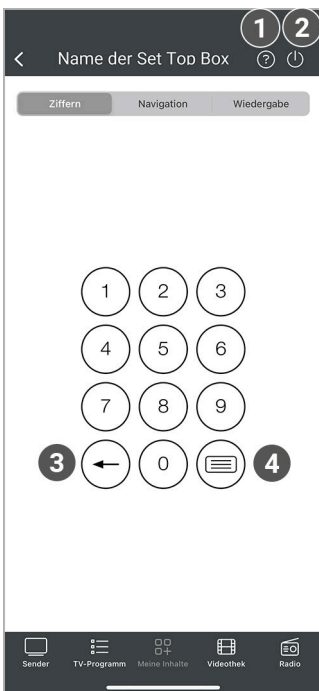 1 2
Name der Set Top Box ?
Ziffern Navigation Wiedergabe
1 2 3
4 5 6
7 8 9
3 0 4
Sender TV-Programm Meine Inhalte Videothek Radio